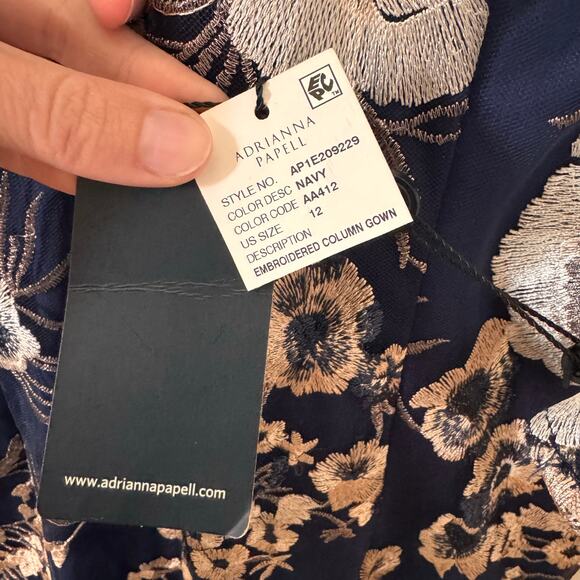 EPC™
ADRIANNA
PAPELL
STYLE NO. AP1E209229
COLOR DESC NAVY
COLOR CODE AA412
US SIZE 12
DESCRIPTION
EMBROIDERED COLUMN GOWN
www.adriannapapell.com